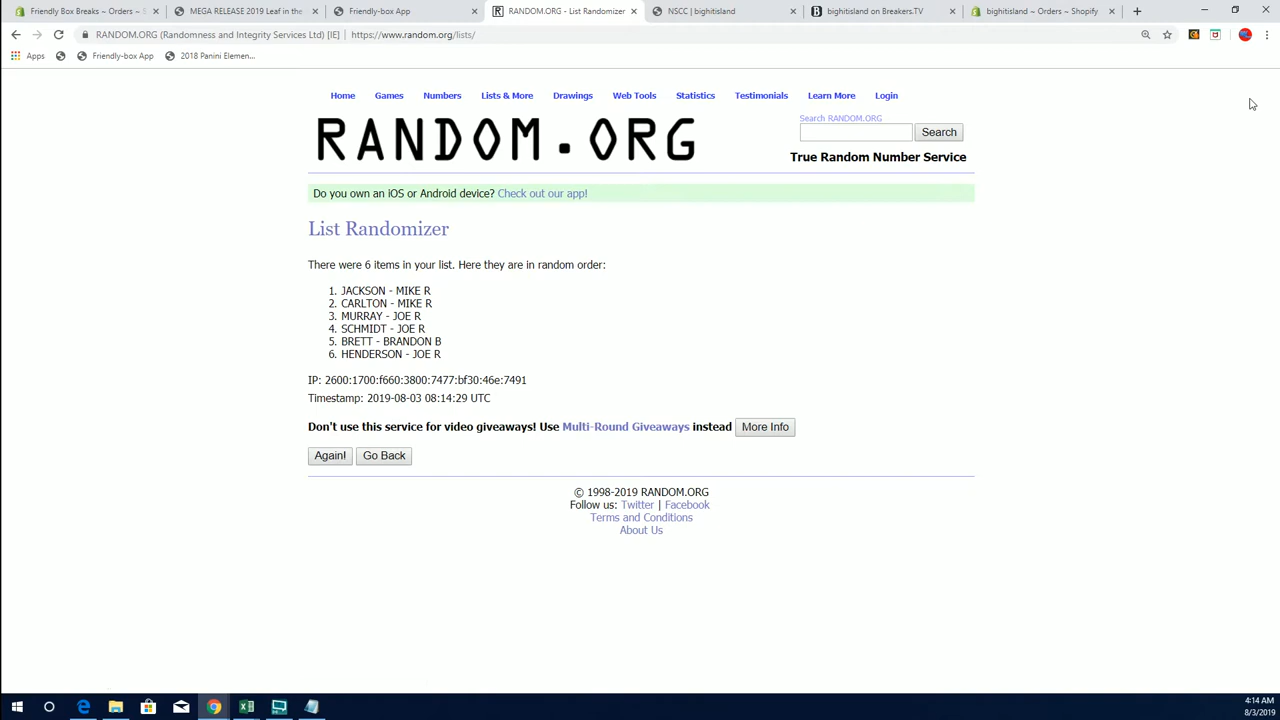 Friendly Box Breaks ~ Orders ~ S
MEGA RELEASE 2019 Leaf in the
Friendly-box App
RANDOM.ORG - List Randomizer
NSCC | bighitisland
bighitisland on Breakers.TV
bighitisland ~ Orders ~ Shopify
RANDOM.ORG (Randomness and Integrity Services Ltd) [IE] | https://www.random.org/lists/
Apps
Friendly-box App
2018 Panini Elemen...
Home Games Numbers Lists & More Drawings Web Tools Statistics Testimonials Learn More Login
RANDOM.ORG
Search RANDOM.ORG
Search
True Random Number Service
Do you own an iOS or Android device? Check out our app!
List Randomizer
There were 6 items in your list. Here they are in random order:
1. JACKSON - MIKE R
2. CARLTON - MIKE R
3. MURRAY - JOE R
4. SCHMIDT - JOE R
5. BRETT - BRANDON B
6. HENDERSON - JOE R
IP: 2600:1700:f660:3800:7477:bf30:46e:7491
Timestamp: 2019-08-03 08:14:29 UTC
Don't use this service for video giveaways! Use Multi-Round Giveaways instead More Info
Again! Go Back
© 1998-2019 RANDOM.ORG
Follow us: Twitter | Facebook
Terms and Conditions
About Us
4:14 AM
8/3/2019